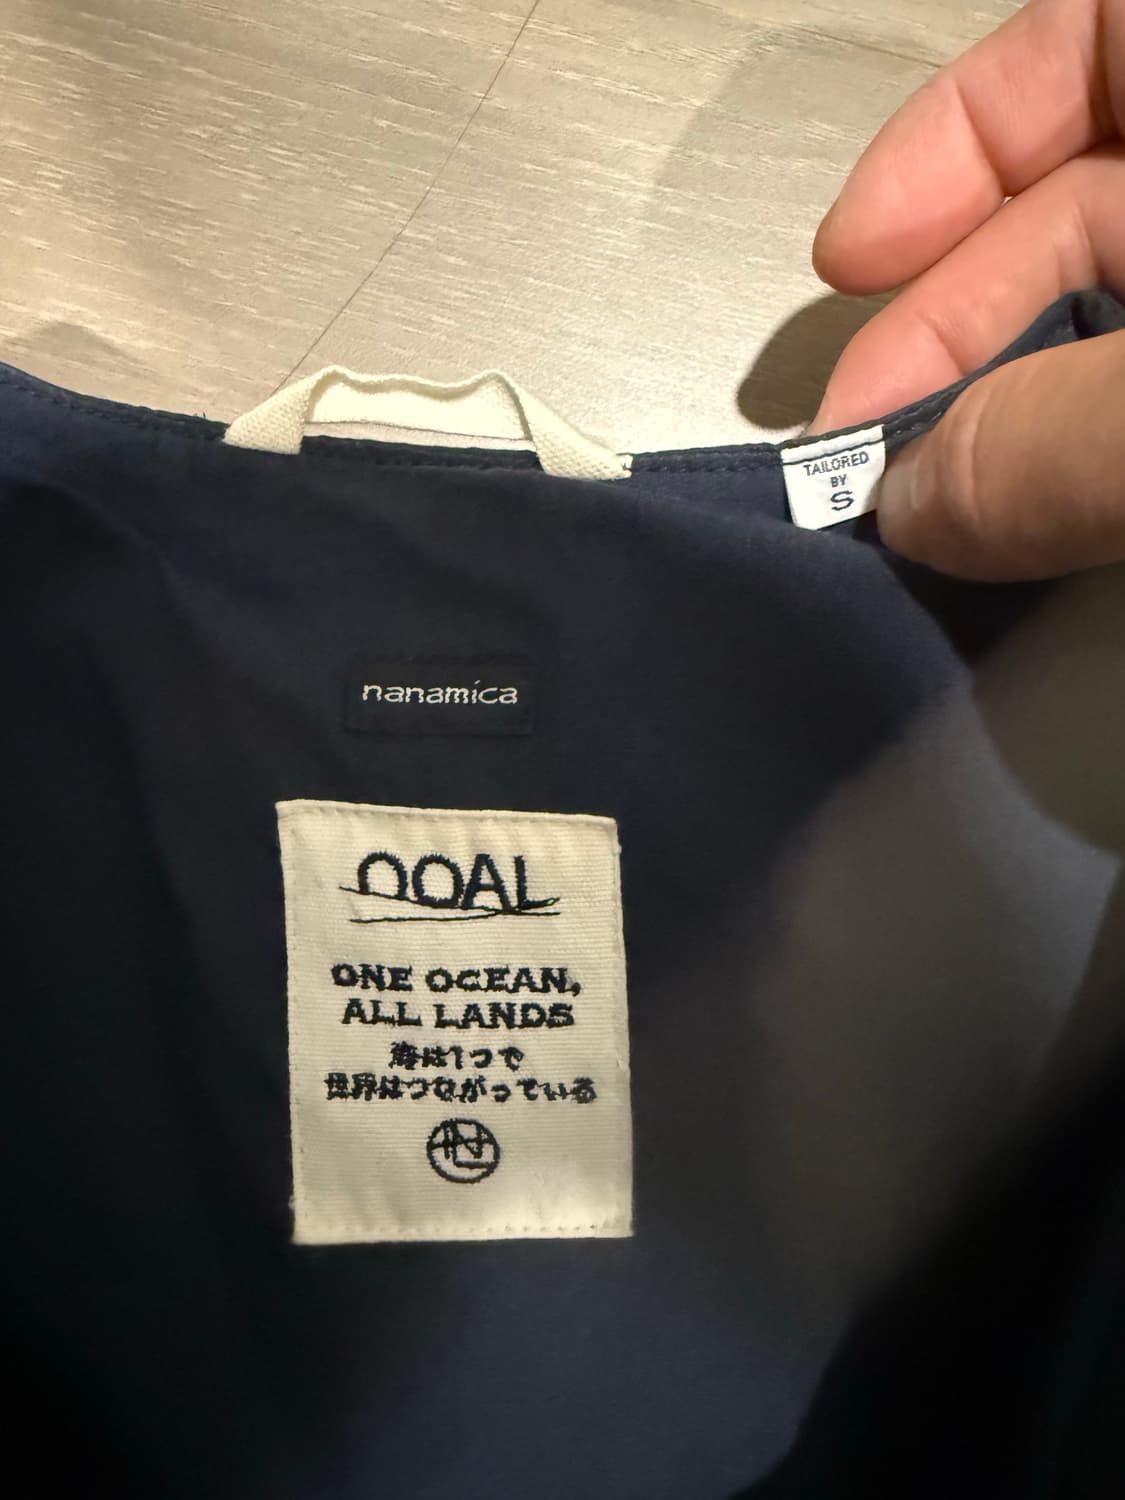 TAILORED
BY
S
nanamica
OOAL
ONE OCEAN,
ALL LANDS
海は1つで
世界はつながっている